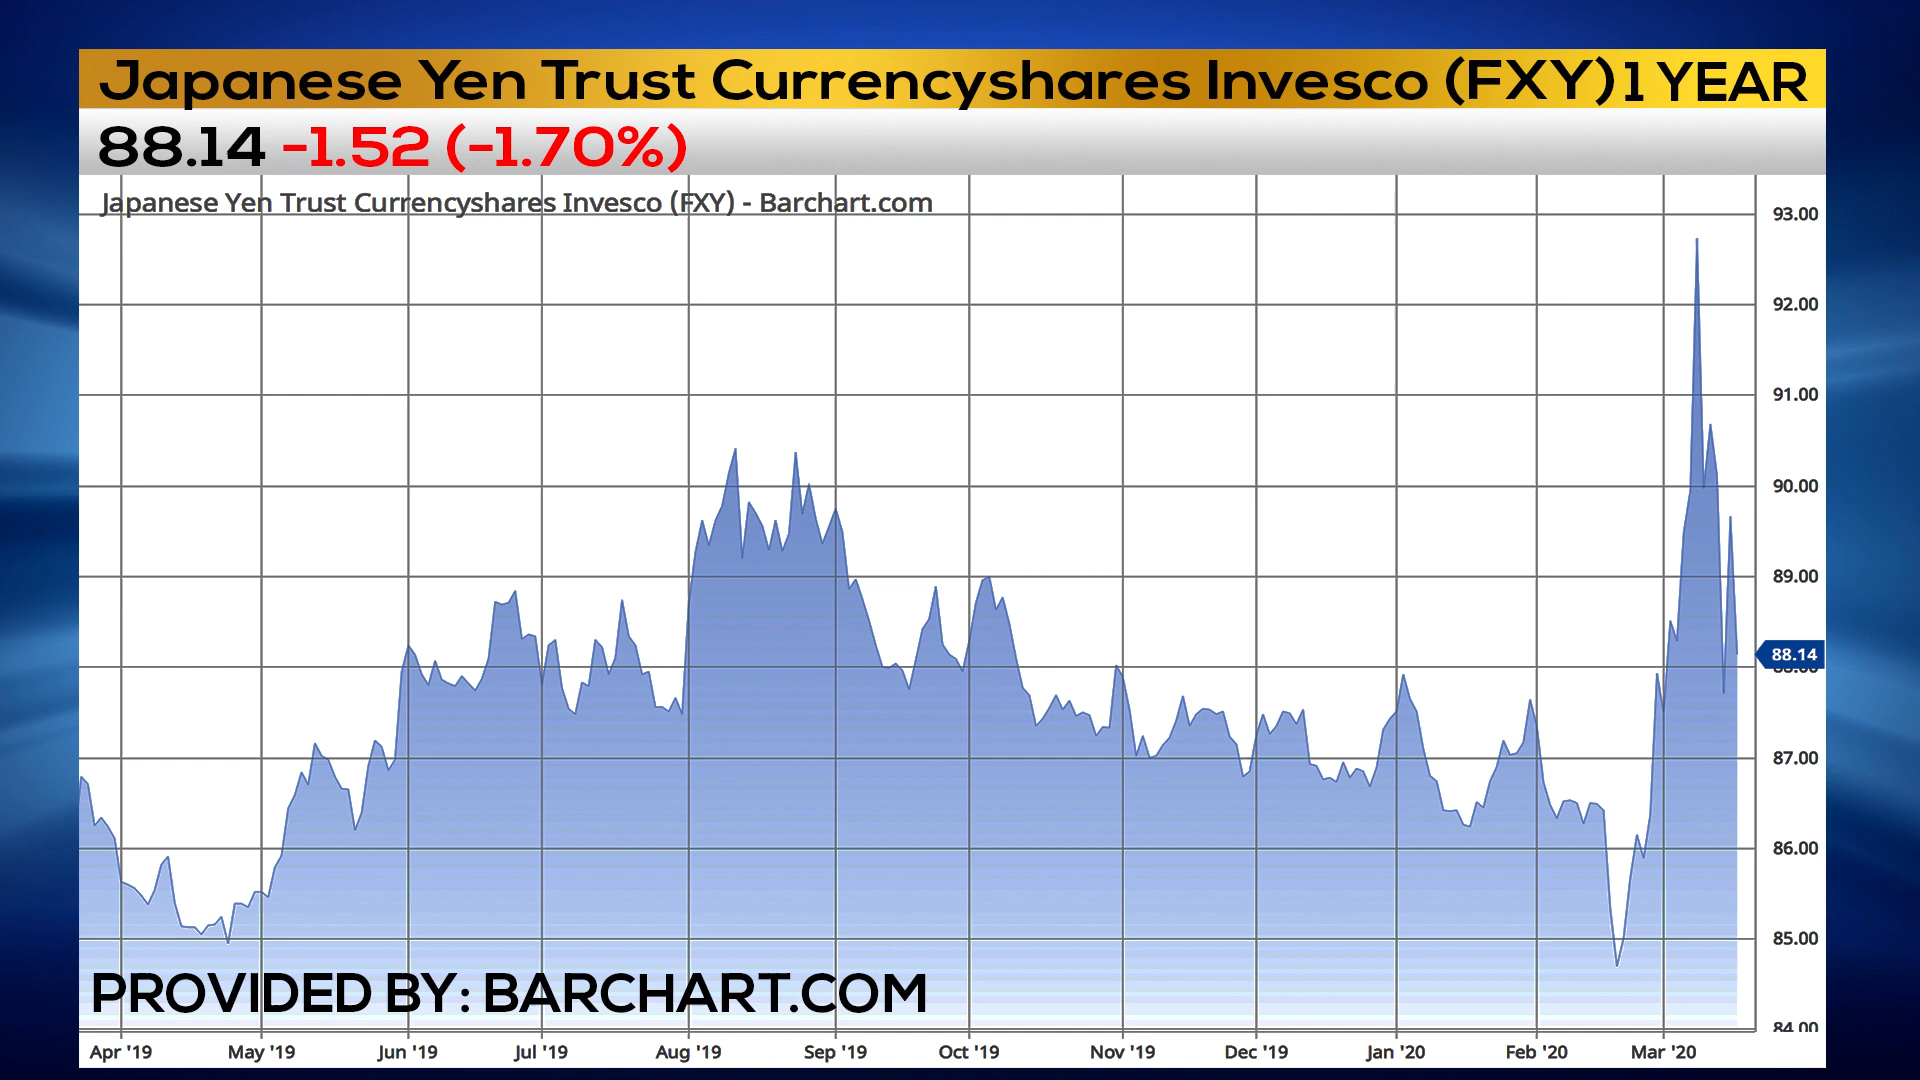 Japanese Yen Trust Currencyshares Invesco (FXY) 1 YEAR
88.14 -1.52 (-1.70%)
Japanese Yen Trust Currencyshares Invesco (FXY) - Barchart.com
93.00
92.00
91.00
90.00
89.00
88.14
88.00
87.00
86.00
85.00
84.00
PROVIDED BY: BARCHART.COM
Apr '19 May '19 Jun '19 Jul '19 Aug '19 Sep '19 Oct '19 Nov '19 Dec '19 Jan '20 Feb '20 Mar '20